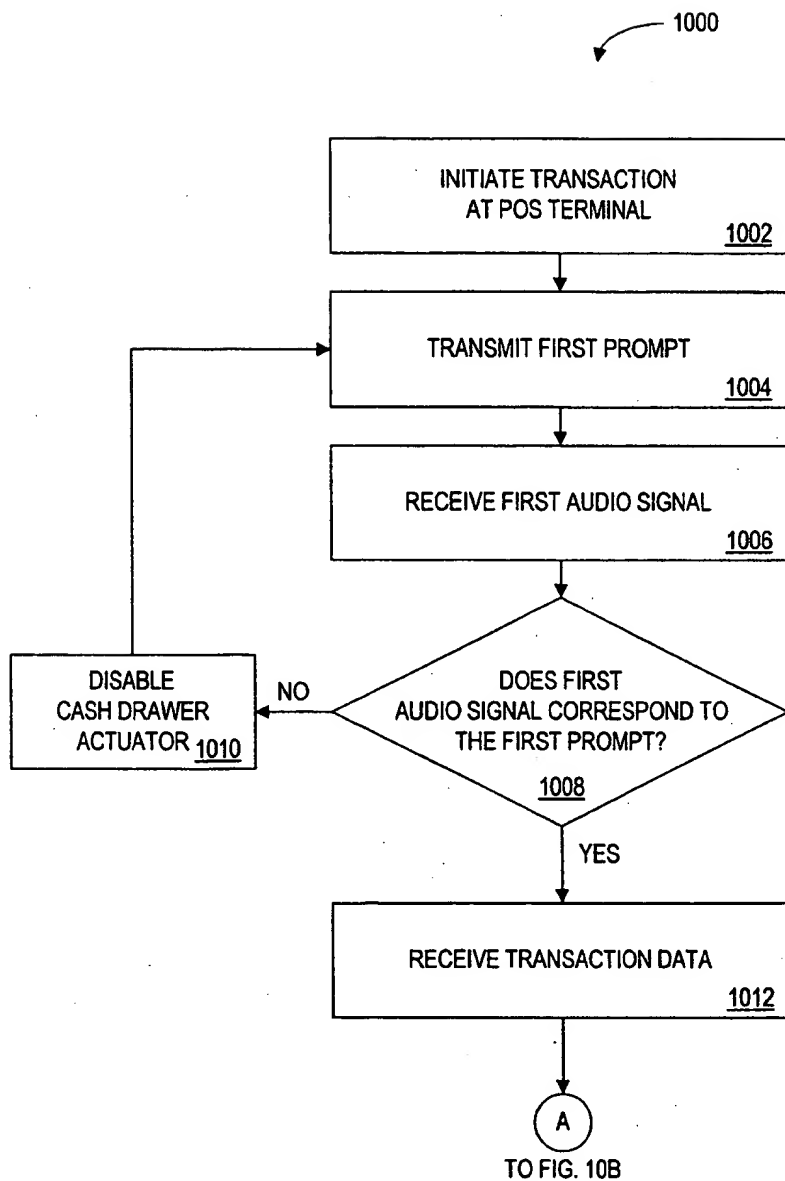 1000
INITIATE TRANSACTION
AT POS TERMINAL
1002
TRANSMIT FIRST PROMPT
1004
RECEIVE FIRST AUDIO SIGNAL
1006
DOES FIRST
AUDIO SIGNAL CORRESPOND TO
THE FIRST PROMPT?
1008
NO
DISABLE
CASH DRAWER
ACTUATOR 1010
YES
RECEIVE TRANSACTION DATA
1012
A
TO FIG. 10B